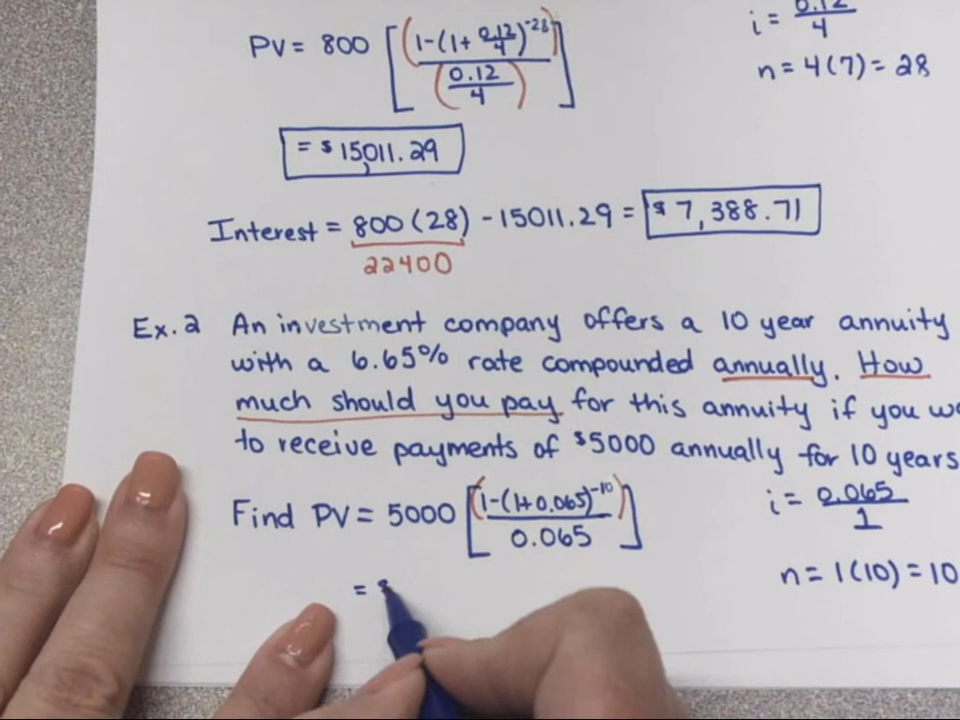 PV = 800 [(1-(1+ 0.12/4)^-28)/(0.12/4)]
i = 0.12/4
n = 4(7) = 28
= $15,011.29
Interest = 800(28) - 15011.29 = $7,388.71
22400
Ex. 2 An investment company offers a 10 year annuity
with a 6.65% rate compounded annually. How
much should you pay for this annuity if you
to receive payments of $5000 annually for 10 years
Find PV = 5000 [(1-(1+0.065)^-10)/0.065]
i = 0.065/1
n = 1(10) = 10
= $